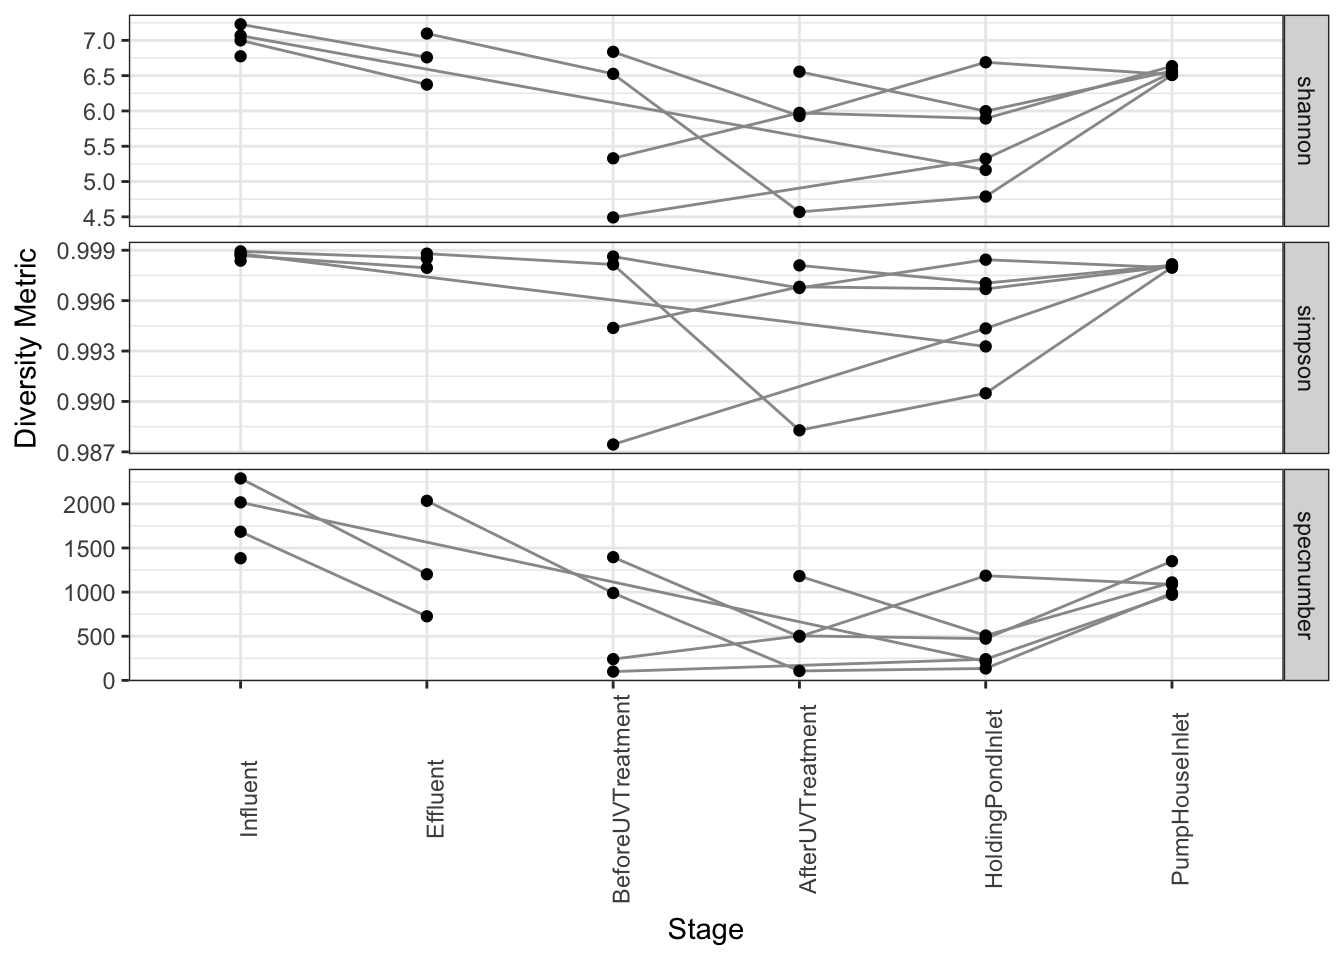 Diversity Metric
7.0
6.5
6.0
5.5
5.0
4.5
shannon
0.999
0.996
0.993
0.990
0.987
simpson
2000
1500
1000
500
0
specnumber
Influent
Effluent
BeforeUVTreatment
AfterUVTreatment
HoldingPondInlet
PumpHouseInlet
Stage